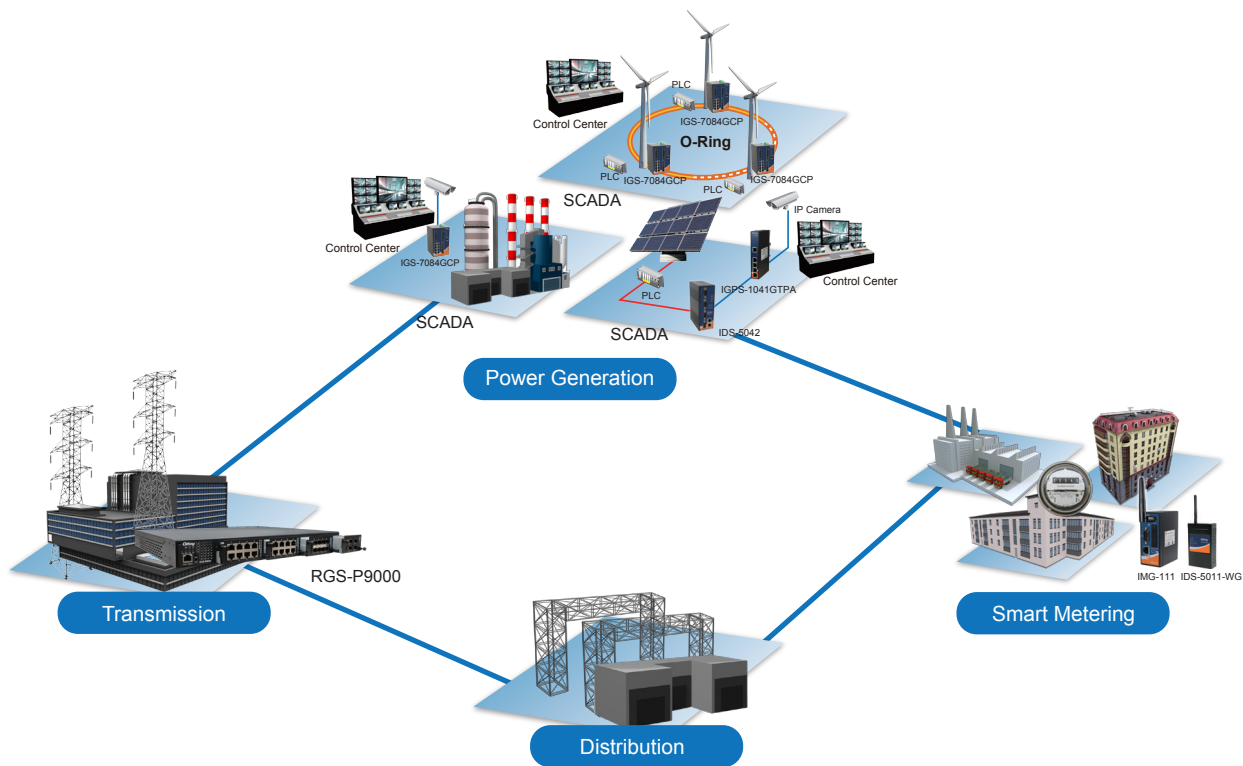 PLC
Control Center
IGS-7084GCP
O-Ring
PLC
IGS-7084GCP
PLC
IGS-7084GCP
SCADA
IP Camera
Control Center
IGS-7084GCP
Control Center
IGPS-1041GTPA
PLC
SCADA
SCADA
IDS-5042
Power Generation
RGS-P9000
IMG-111
IDS-5011-WG
Transmission
Smart Metering
Distribution